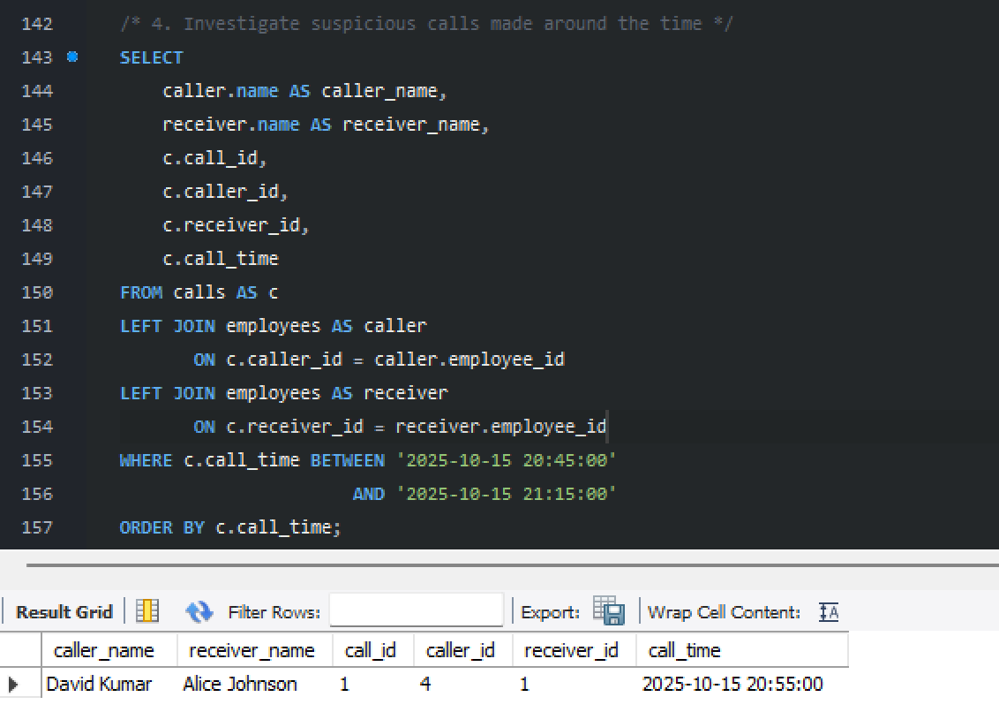 142 /* 4. Investigate suspicious calls made around the time */
143 SELECT
144 caller.name AS caller_name,
145 receiver.name AS receiver_name,
146 c.call_id,
147 c.caller_id,
148 c.receiver_id,
149 c.call_time
150 FROM calls AS c
151 LEFT JOIN employees AS caller
152 ON c.caller_id = caller.employee_id
153 LEFT JOIN employees AS receiver
154 ON c.receiver_id = receiver.employee_id
155 WHERE c.call_time BETWEEN '2025-10-15 20:45:00'
156 AND '2025-10-15 21:15:00'
157 ORDER BY c.call_time;
Result Grid Filter Rows: Export: Wrap Cell Content: IA
caller_name receiver_name call_id caller_id receiver_id call_time
David Kumar Alice Johnson 1 4 1 2025-10-15 20:55:00